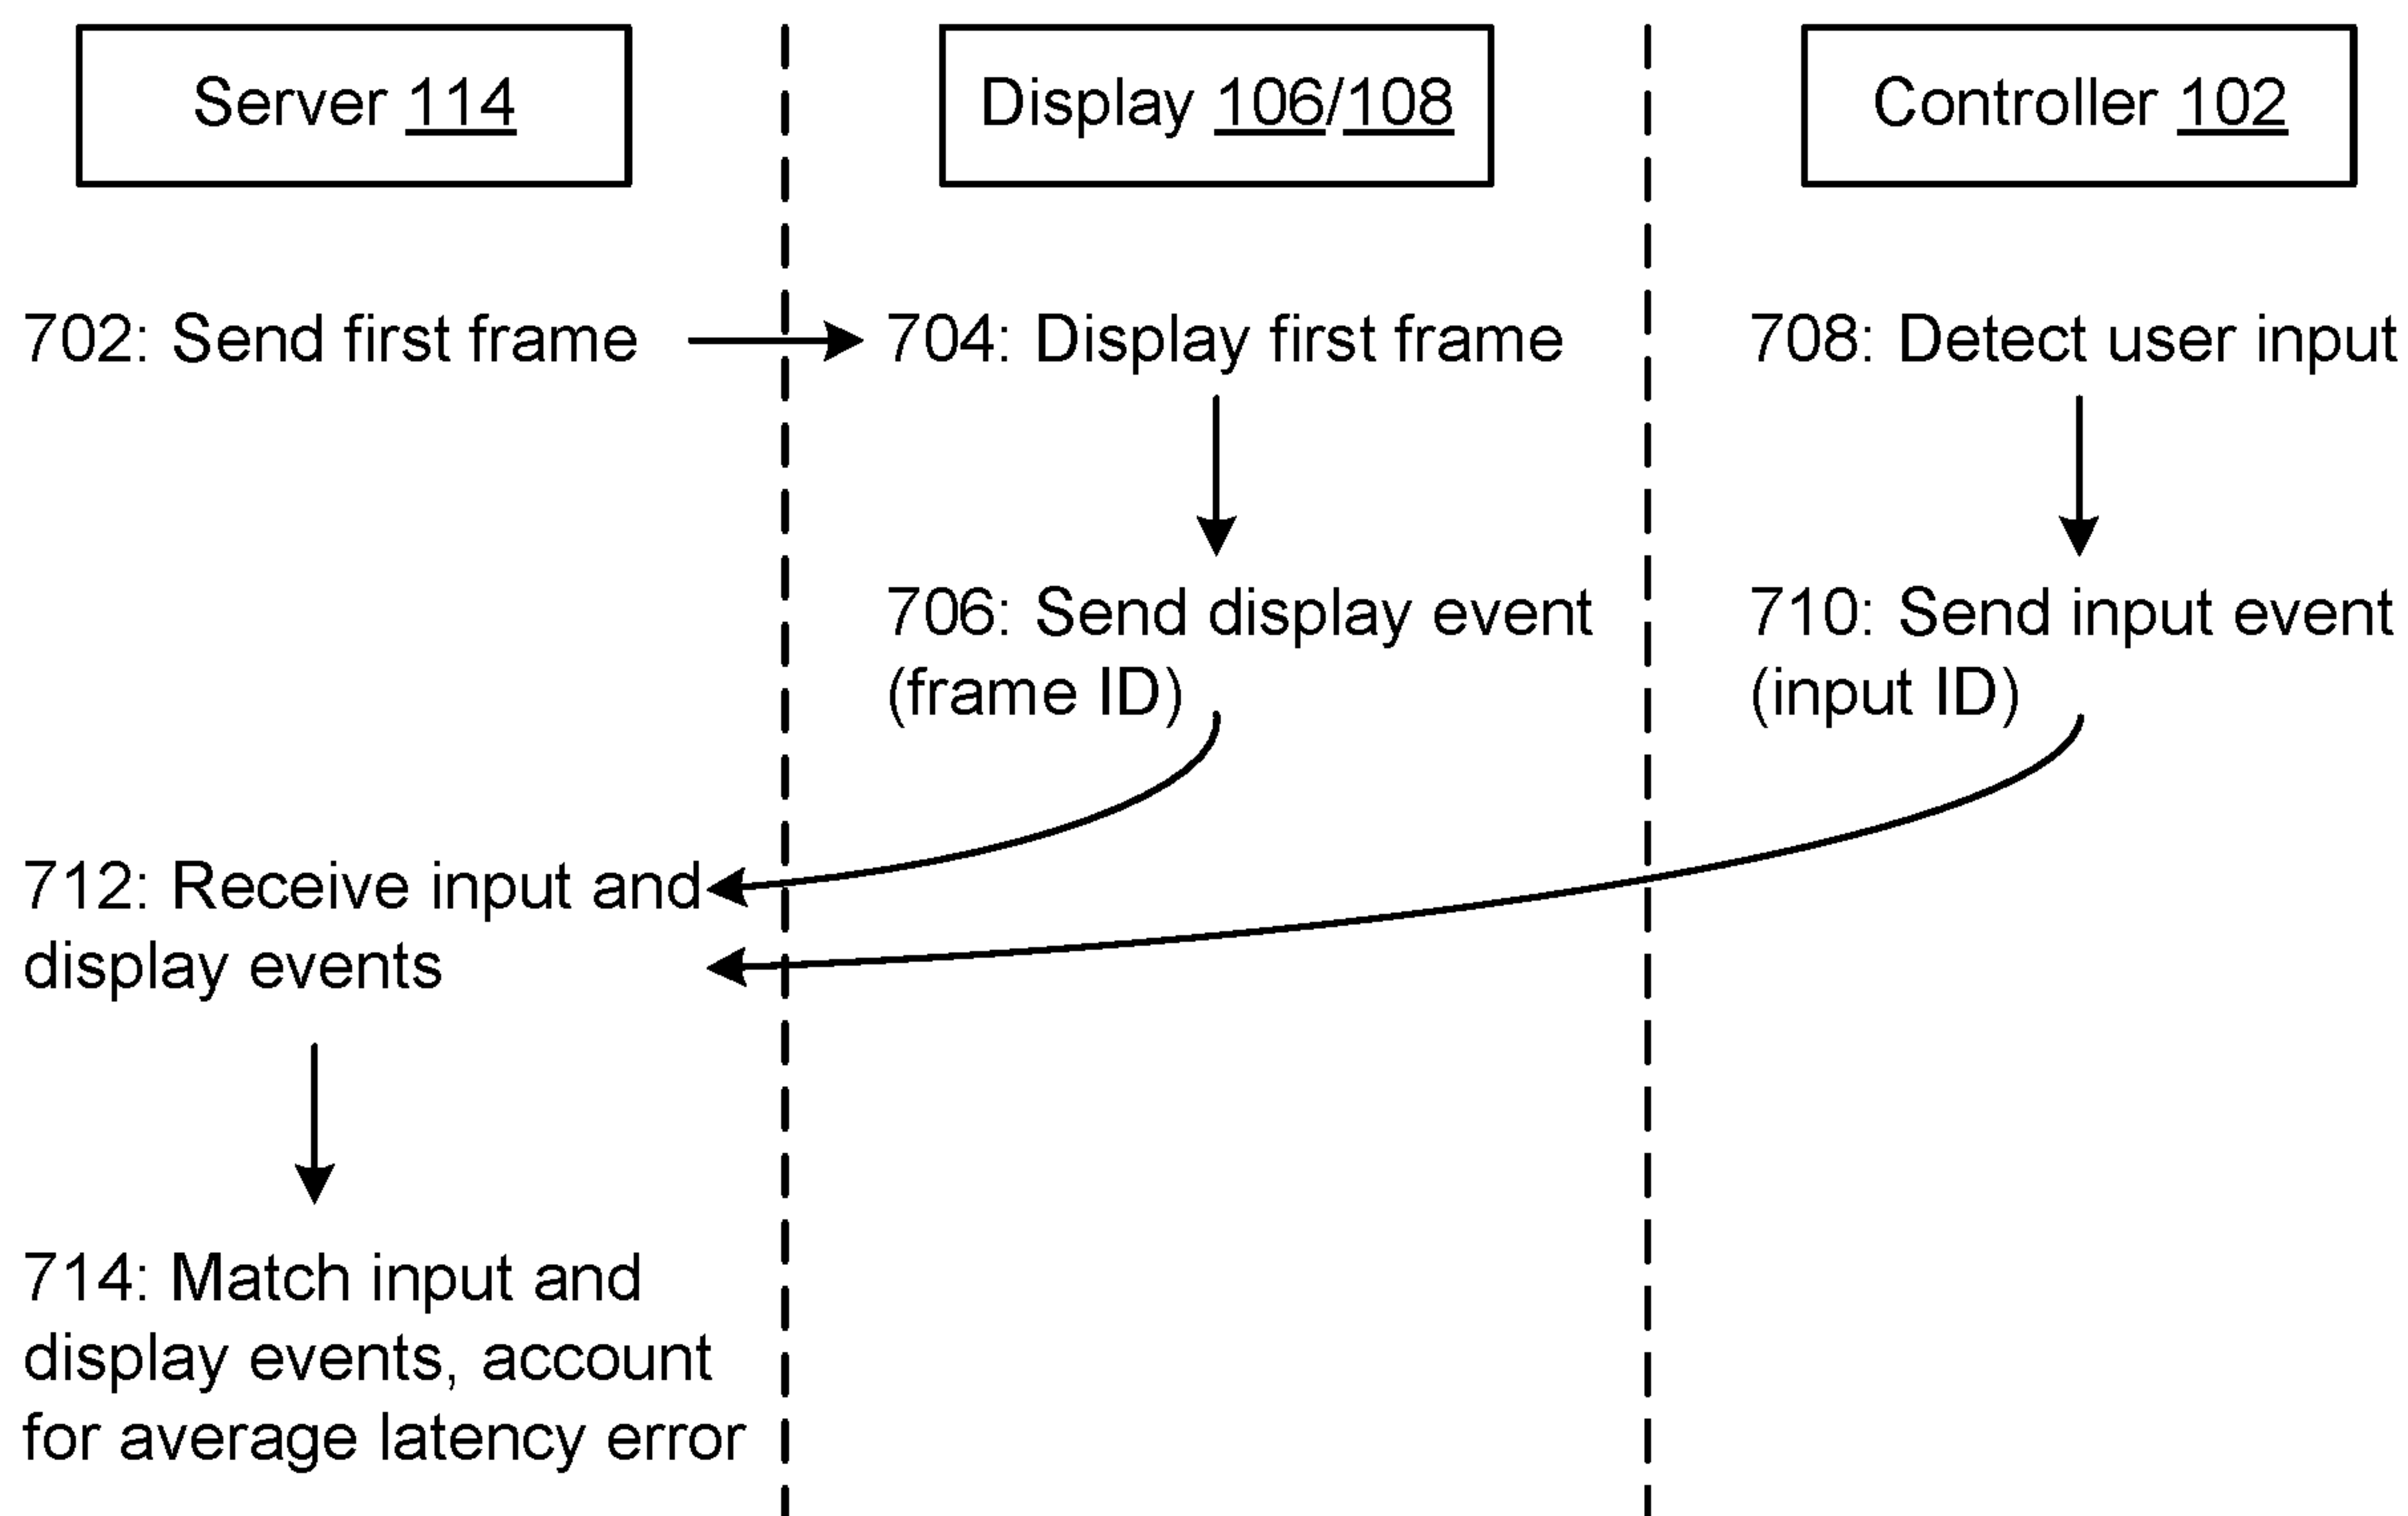 Server 114
Display 106/108
Controller 102
702: Send first frame
704: Display first frame
708: Detect user input
706: Send display event
(frame ID)
710: Send input event
(input ID)
712: Receive input and
display events
714: Match input and
display events, account
for average latency error